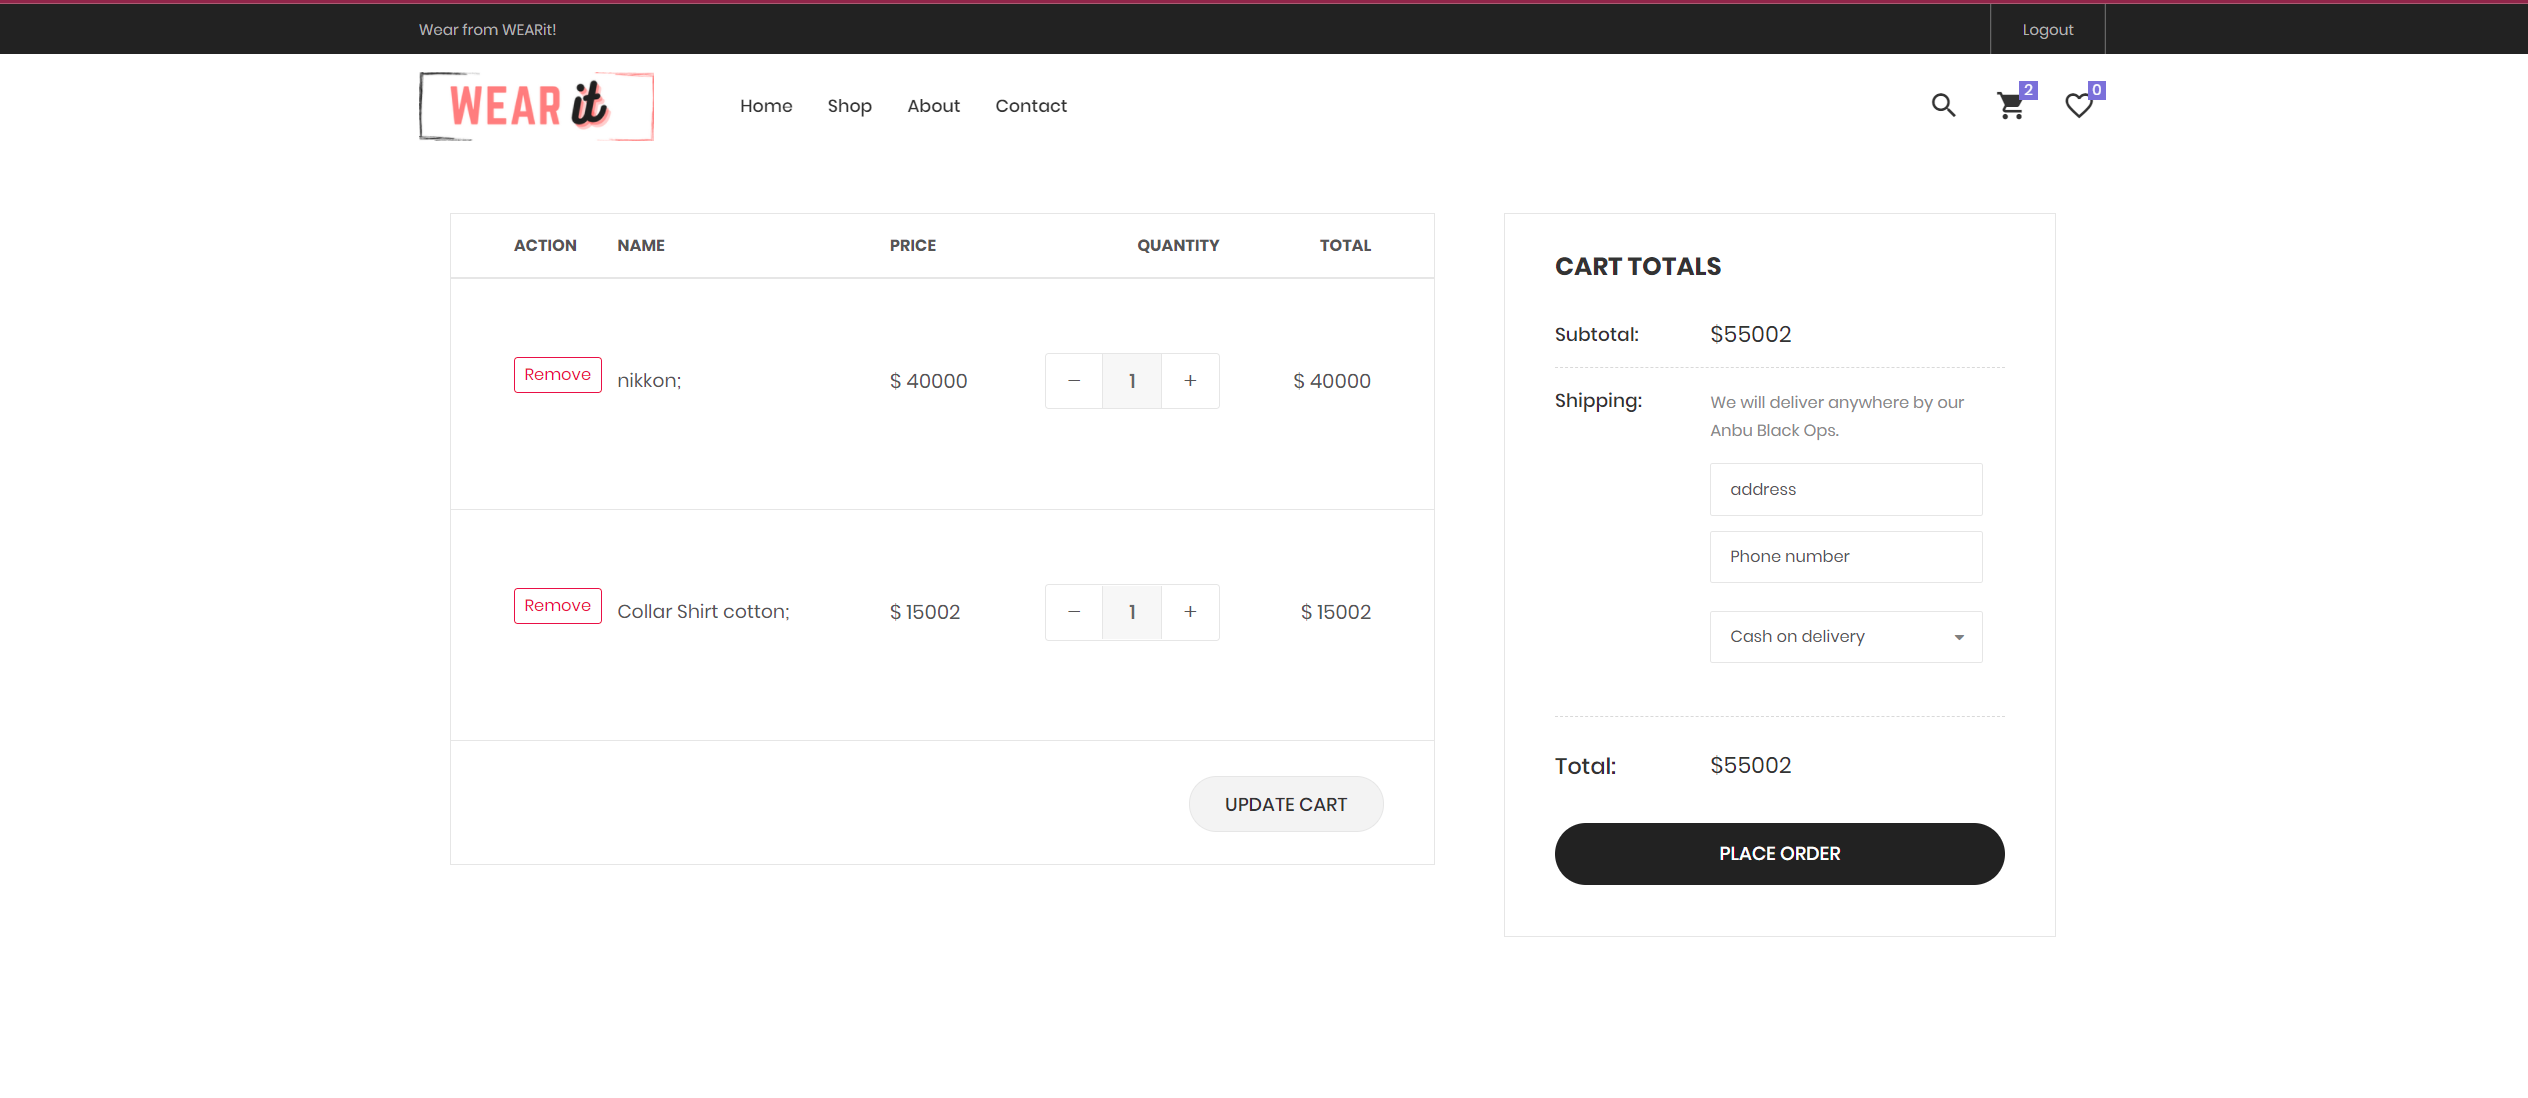 Wear from WEARit!
Logout
WEAR it
Home Shop About Contact
2
0
ACTION NAME PRICE QUANTITY TOTAL
Remove nikkon; $ 40000 − 1 + $ 40000
Remove Collar Shirt cotton; $ 15002 − 1 + $ 15002
UPDATE CART
CART TOTALS
Subtotal: $55002
Shipping: We will deliver anywhere by our
Anbu Black Ops.
address
Phone number
Cash on delivery
Total: $55002
PLACE ORDER